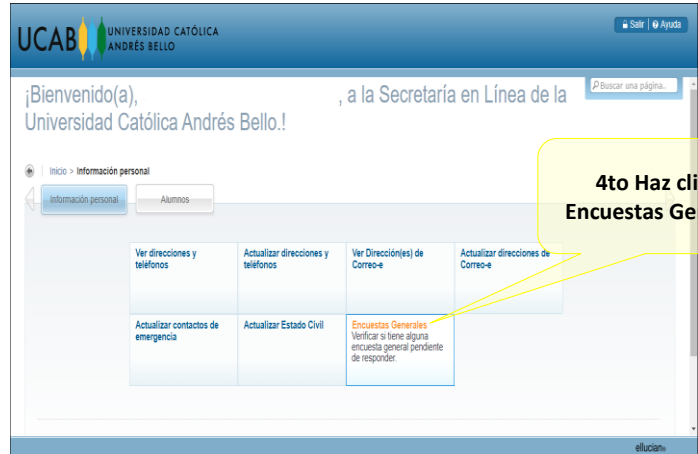 UCAB UNIVERSIDAD CATÓLICA
ANDRÉS BELLO
Salir | Ayuda
Buscar una página..
¡Bienvenido(a), , a la Secretaría en Línea de la
Universidad Católica Andrés Bello.!
Inicio > Información personal
Información personal Alumnos
4to Haz cli
Encuestas Ge
Ver direcciones y
teléfonos
Actualizar direcciones y
teléfonos
Ver Dirección(es) de
Correo-e
Actualizar direcciones de
Correo-e
Actualizar contactos de
emergencia
Actualizar Estado Civil
Encuestas Generales
Verificar si tiene alguna
encuesta general pendiente
de responder.
ellucian